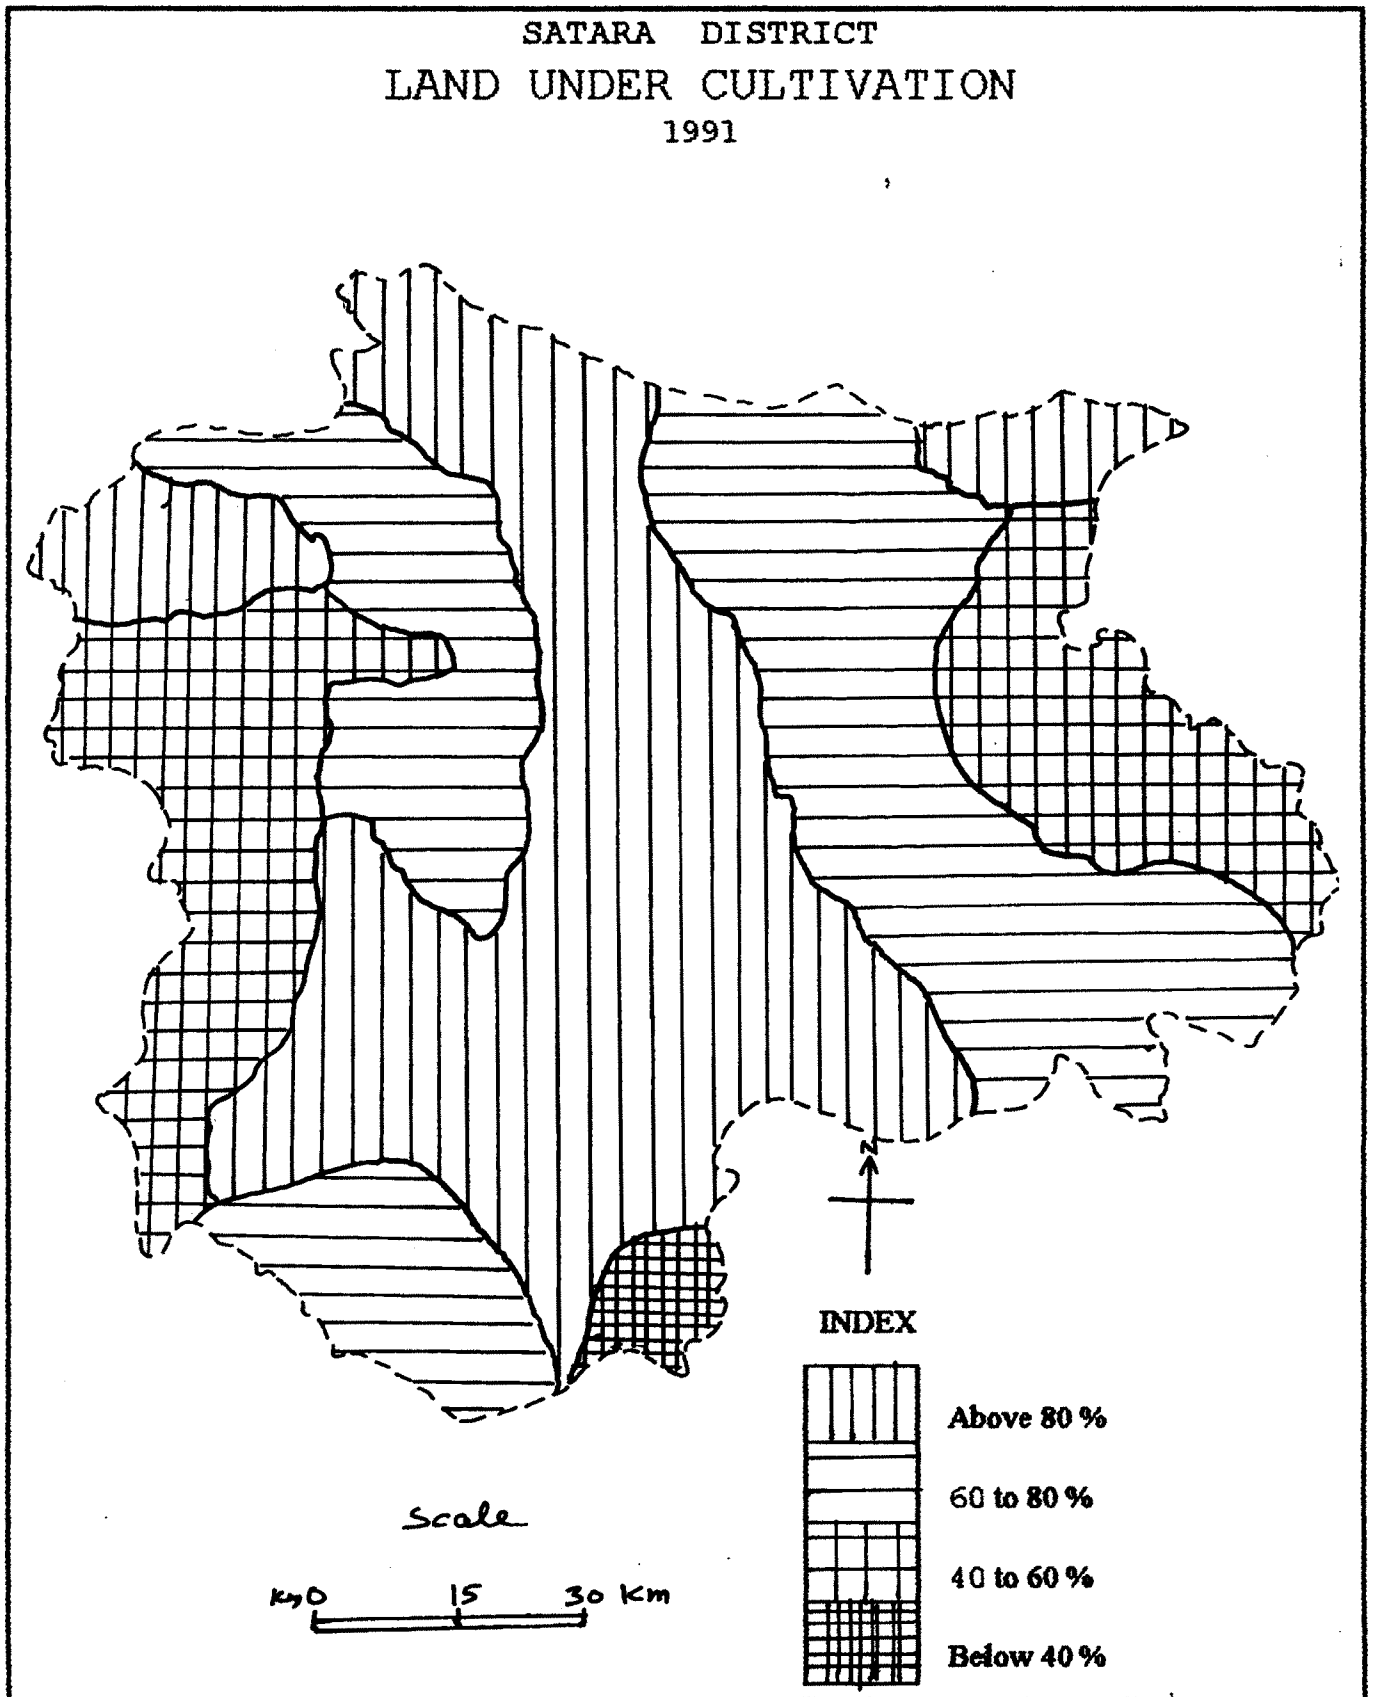 SATARA DISTRICT
LAND UNDER CULTIVATION
1991
N
INDEX
Above 80 %
60 to 80 %
40 to 60 %
Below 40 %
Scale
Km 0 15 30 Km